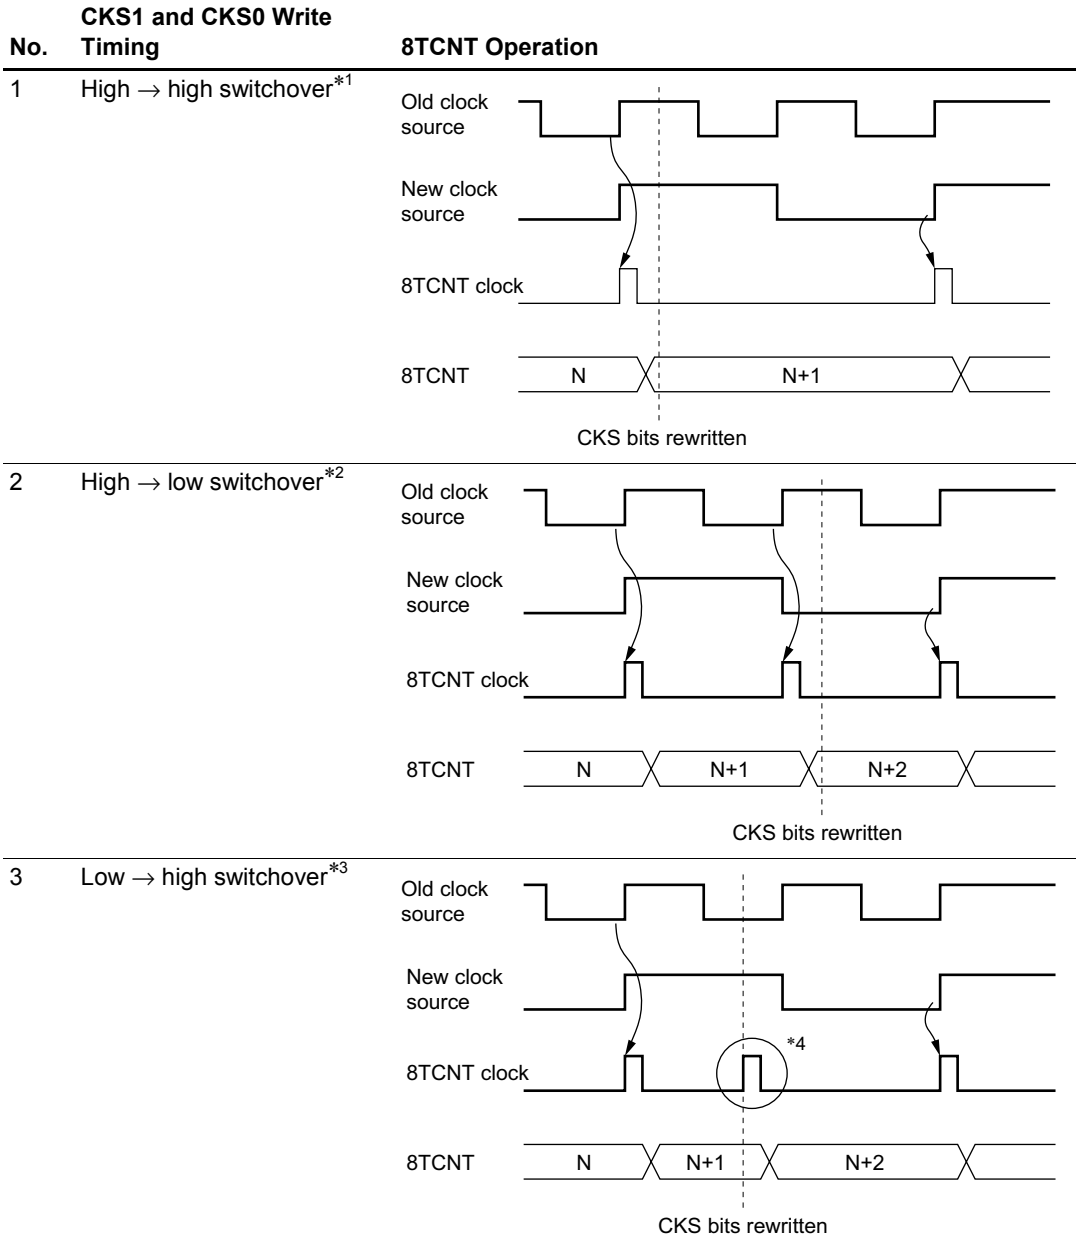 CKS1 and CKS0 Write
No. Timing 8TCNT Operation
1 High → high switchover*1
Old clock
source
New clock
source
8TCNT clock
8TCNT N N+1
CKS bits rewritten
2 High → low switchover*2
Old clock
source
New clock
source
8TCNT clock
8TCNT N N+1 N+2
CKS bits rewritten
3 Low → high switchover*3
Old clock
source
New clock
source
*4
8TCNT clock
8TCNT N N+1 N+2
CKS bits rewritten